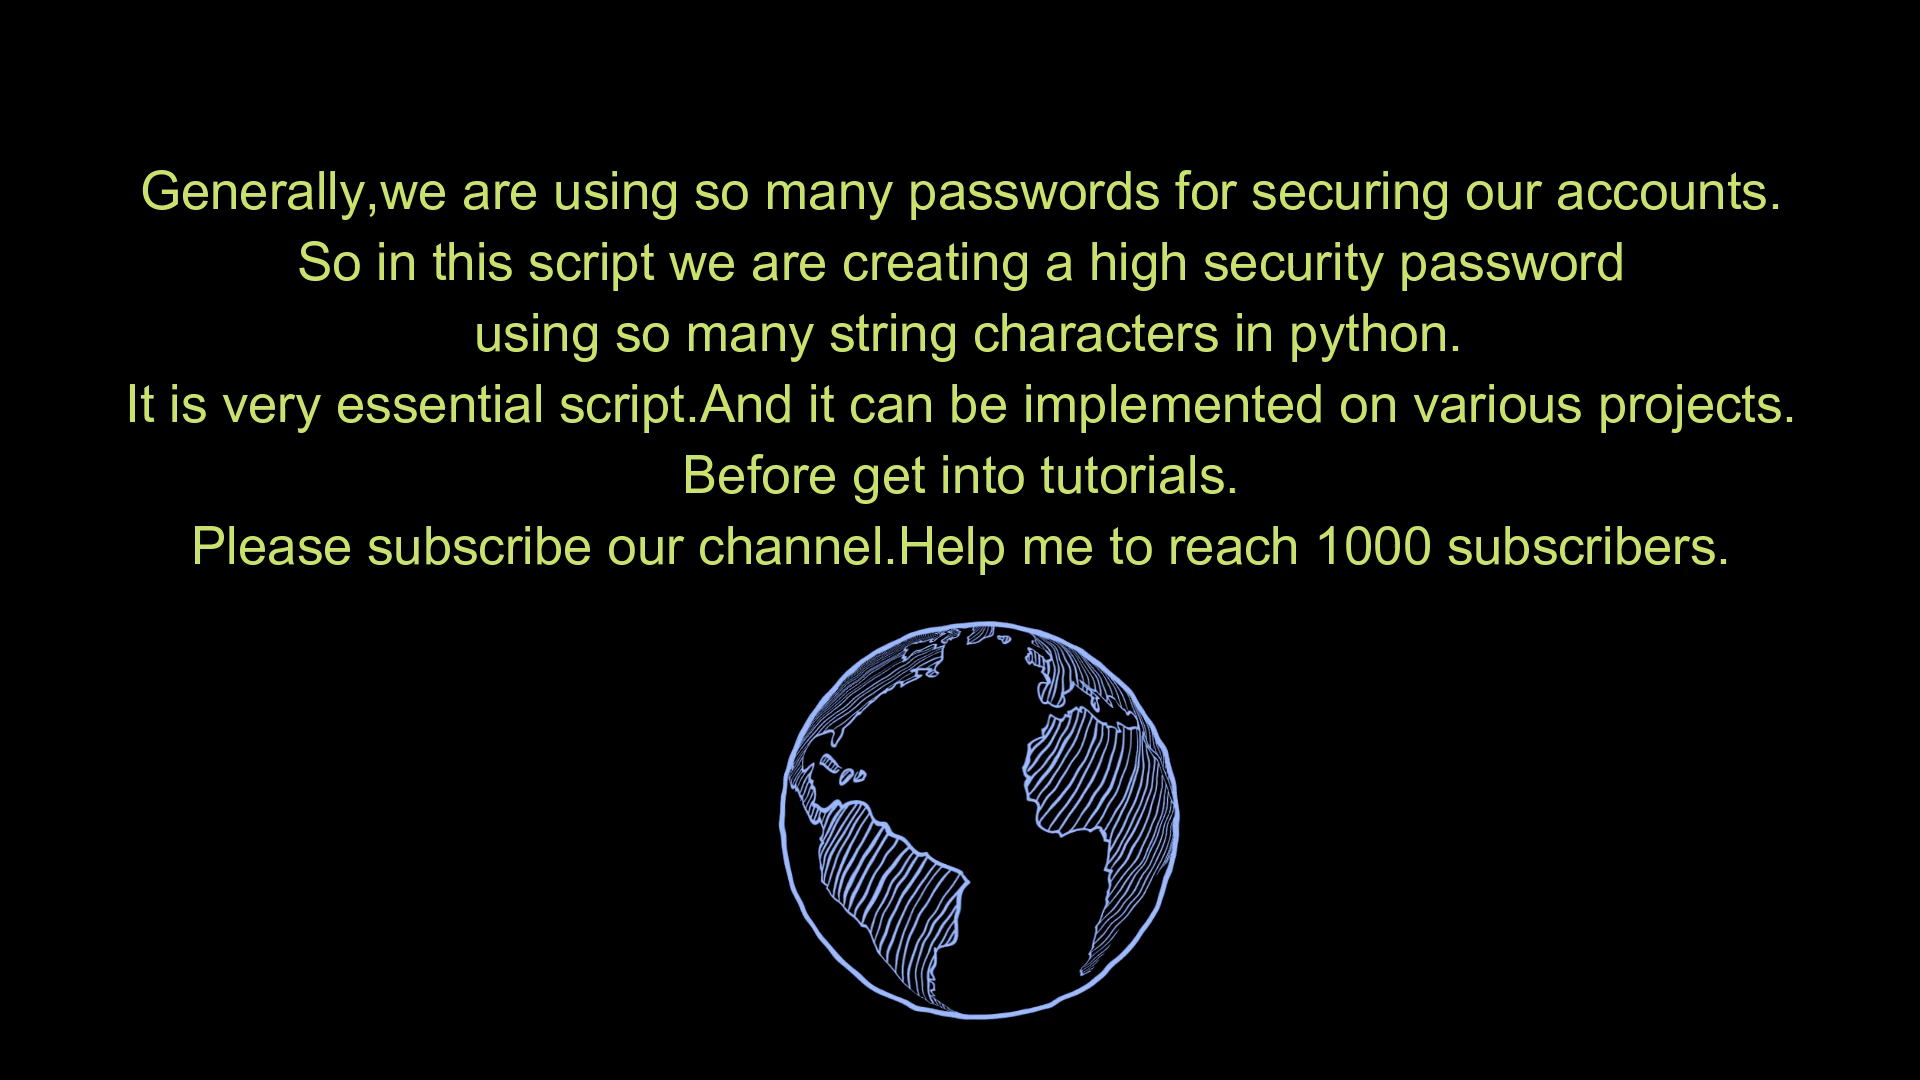 Generally,we are using so many passwords for securing our accounts.
So in this script we are creating a high security password
using so many string characters in python.
It is very essential script.And it can be implemented on various projects.
Before get into tutorials.
Please subscribe our channel.Help me to reach 1000 subscribers.